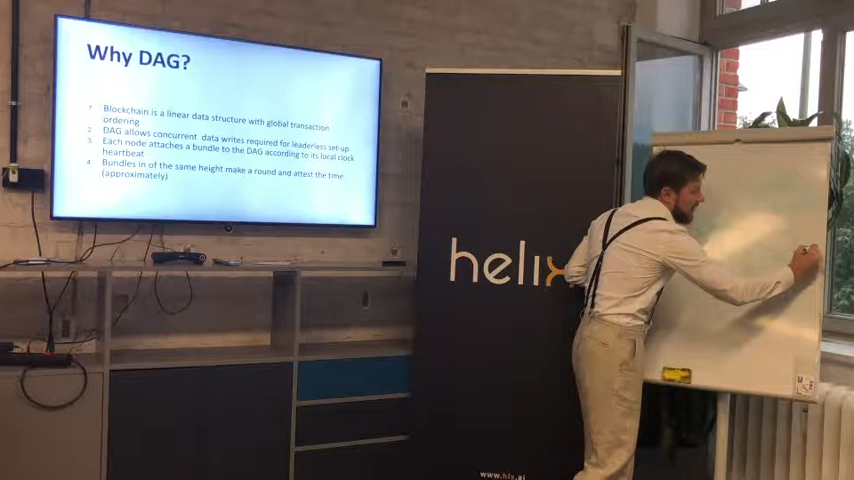 Why DAG?
1 Blockchain is a linear data structure with global transaction
ordering
2 DAG allows concurrent data writes required for leaderless set-up
3. Each node attaches a bundle to the DAG according to its local clock
heartbeat
4. Bundles in of the same height make a round and attest the time
(approximately)
helix
www.hlx.ai